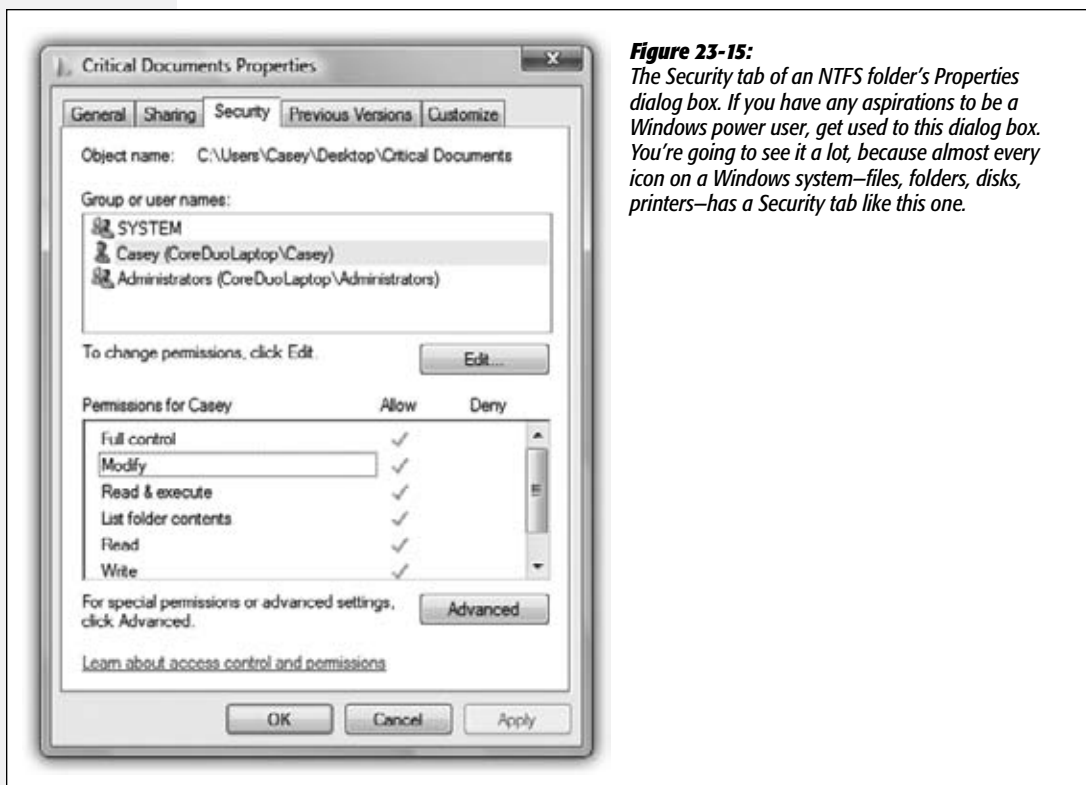 Critical Documents Properties
General Sharing Security Previous Versions Customize
Object name: C:\Users\Casey\Desktop\Critical Documents
Group or user names:
SYSTEM
Casey (CoreDuoLaptop\Casey)
Administrators (CoreDuoLaptop\Administrators)
To change permissions, click Edit.
Edit...
Permissions for Casey Allow Deny
Full control
Modify
Read & execute
List folder contents
Read
Write
For special permissions or advanced settings,
click Advanced.
Advanced
Learn about access control and permissions
OK Cancel Apply
Figure 23-15:
The Security tab of an NTFS folder's Properties
dialog box. If you have any aspirations to be a
Windows power user, get used to this dialog box.
You're going to see it a lot, because almost every
icon on a Windows system—files, folders, disks,
printers—has a Security tab like this one.